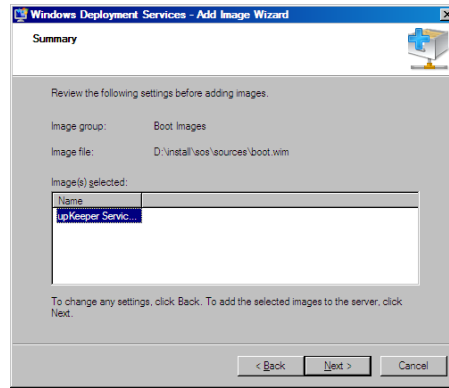 Windows Deployment Services - Add Image Wizard
Summary
Review the following settings before adding images.
Image group: Boot Images
Image file: D:\install\sos\sources\boot.wim
Image(s) selected:
Name
upKeeper Servic...
To change any settings, click Back. To add the selected images to the server, click
Next.
< Back Next > Cancel